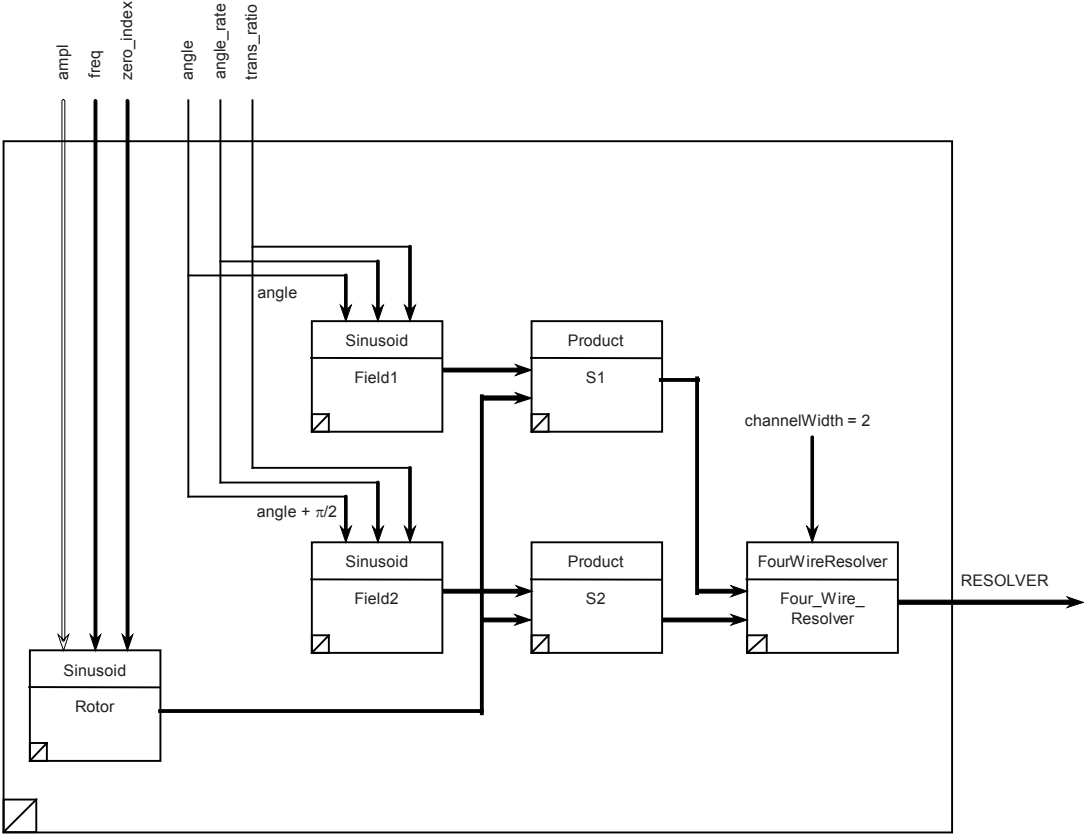 ampl
freq
zero_index
angle
angle_rate
trans_ratio
angle
Sinusoid
Field1
Product
S1
channelWidth = 2
angle + π/2
Sinusoid
Field2
Product
S2
FourWireResolver
Four_Wire_
Resolver
RESOLVER
Sinusoid
Rotor